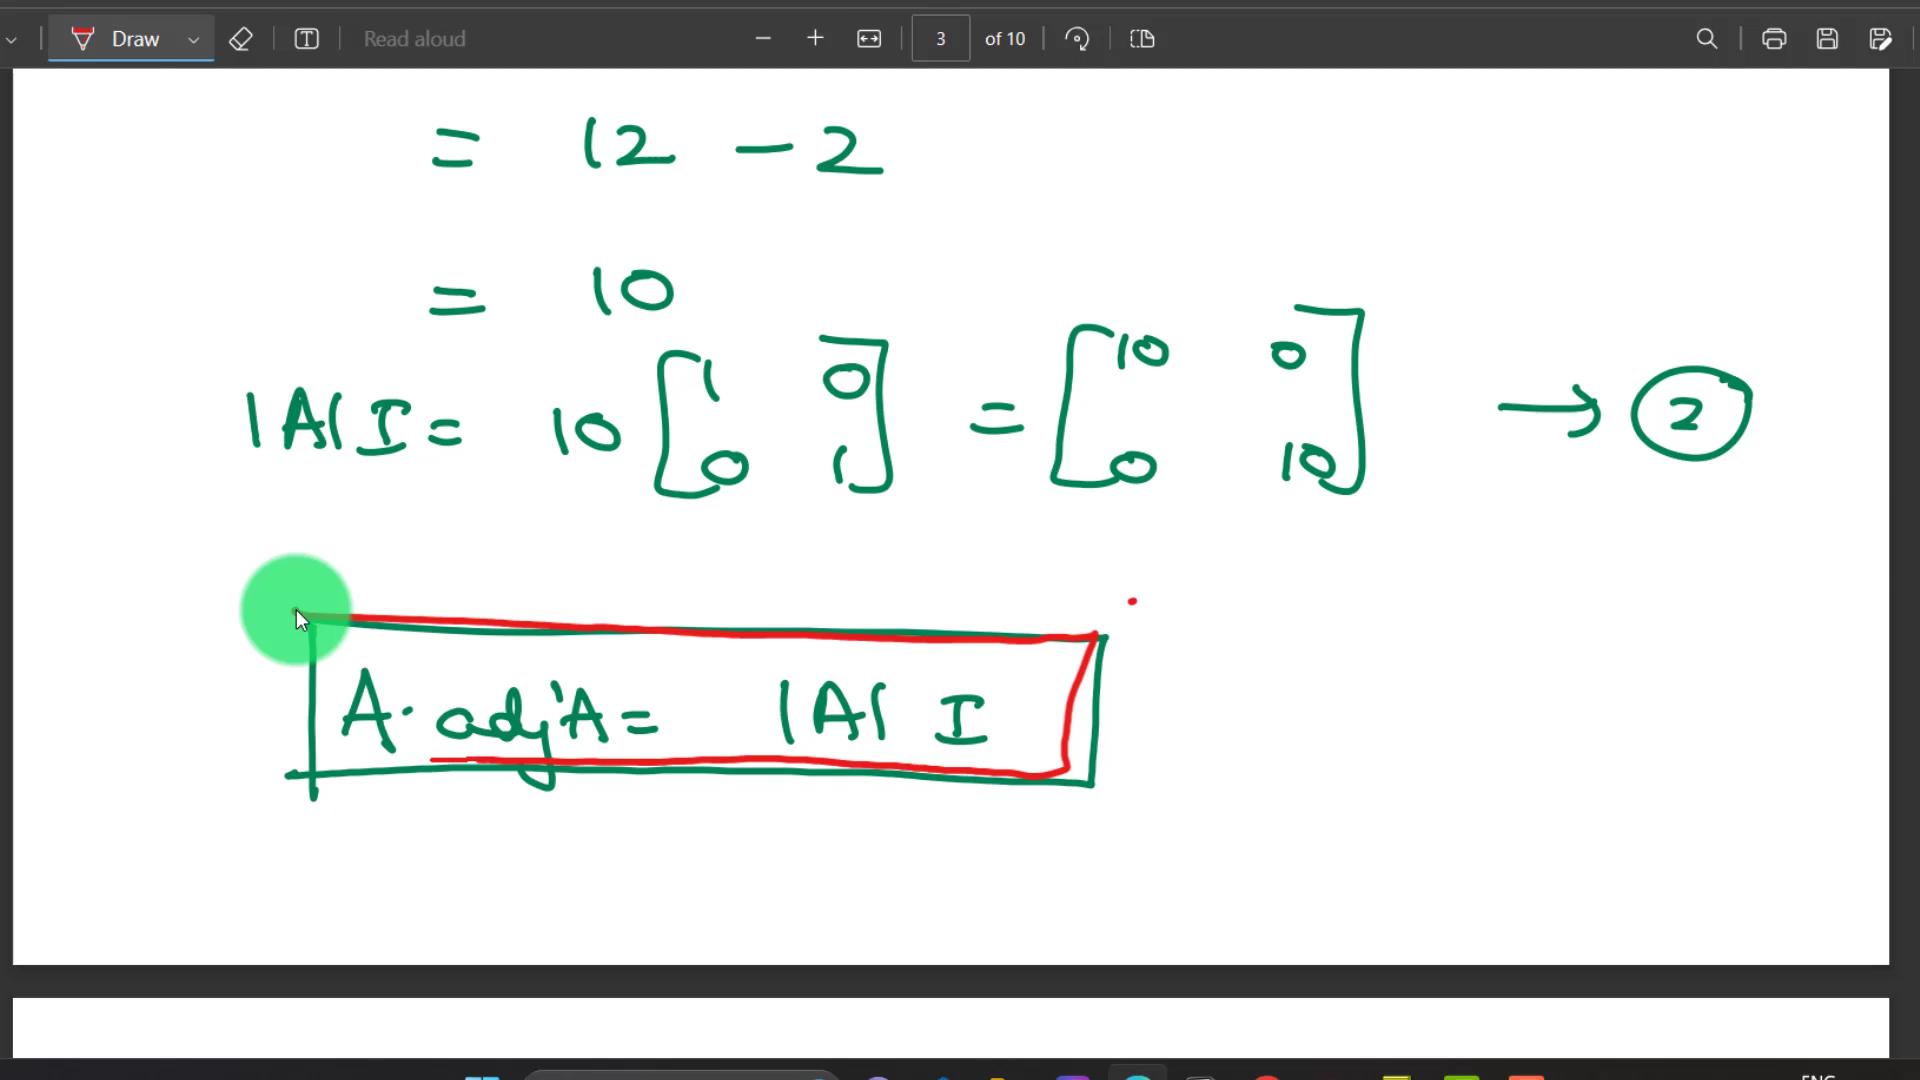 Draw Read aloud 3 of 10
= 12 - 2
= 10
|A| I = 10 [1 0 0 1] = [10 0 0 10] → 2
A. adj A = |A| I